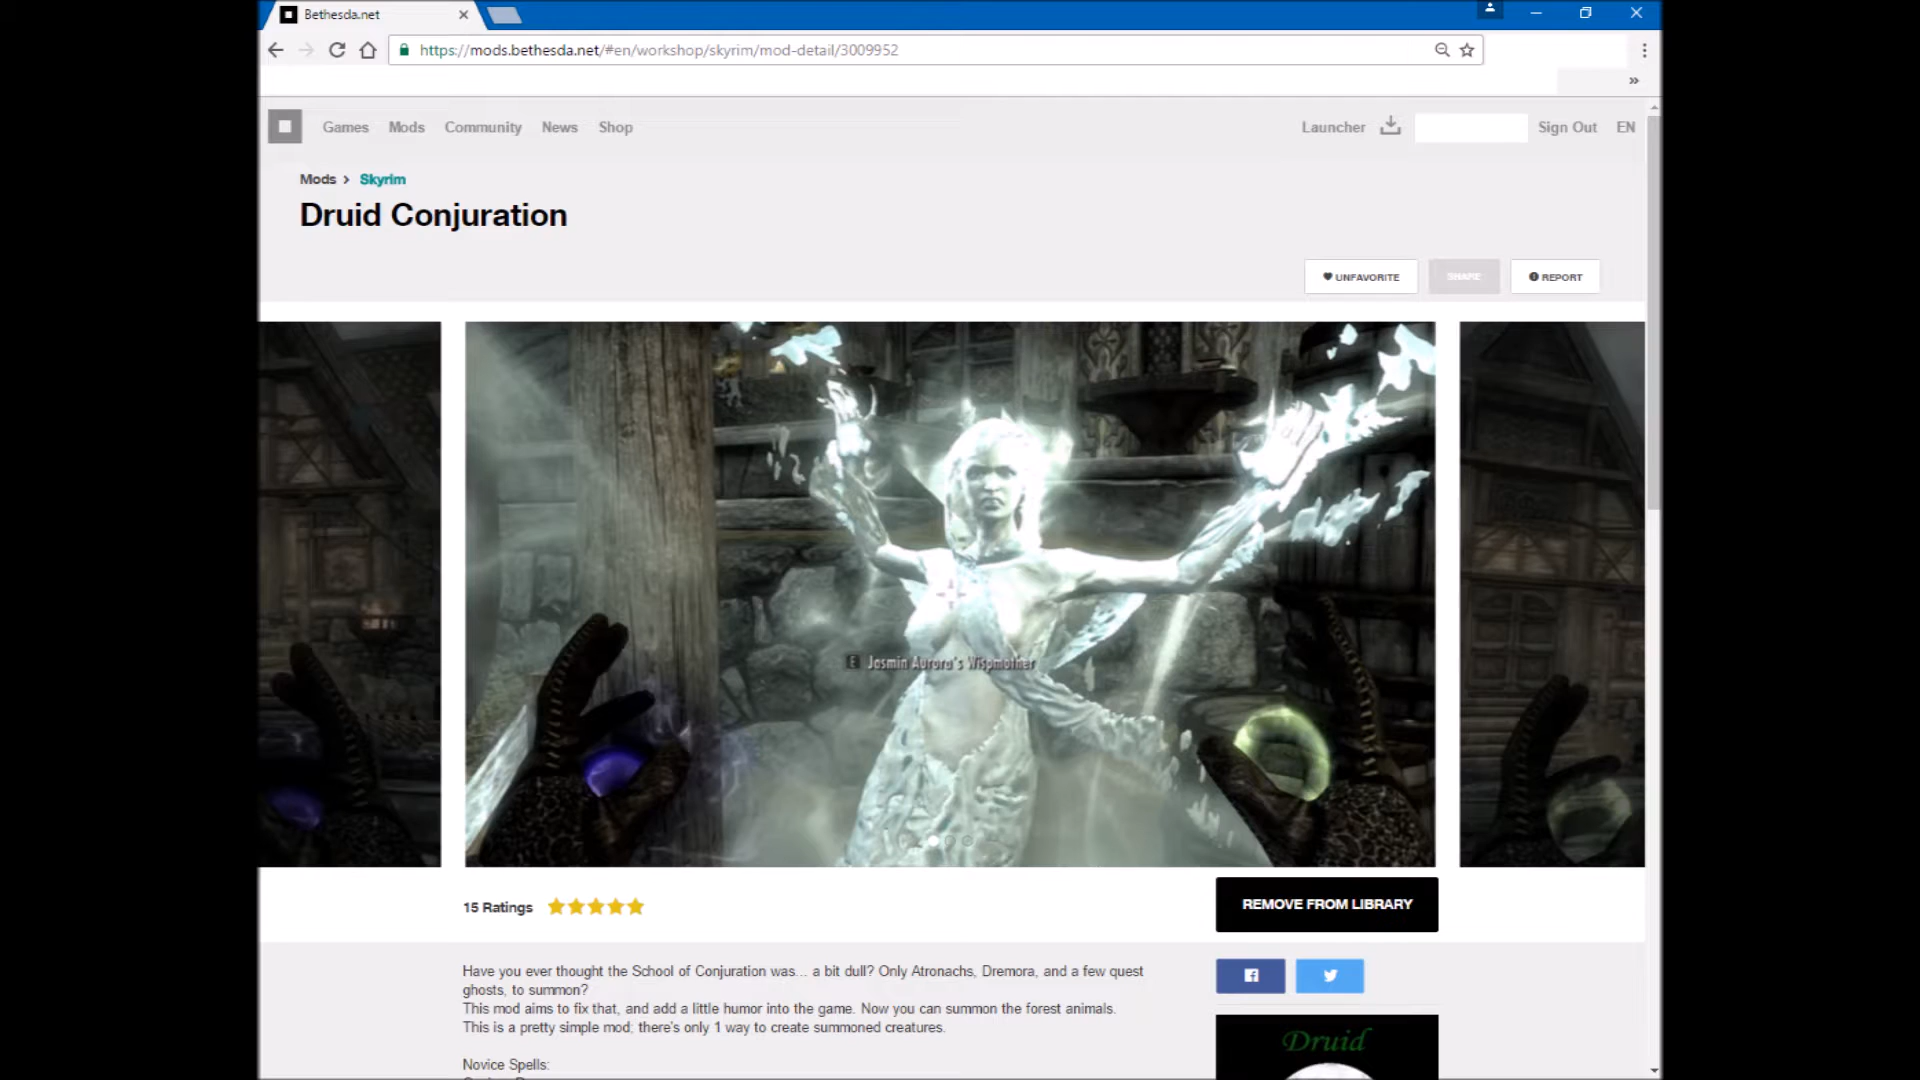 Bethesda.net
https://mods.bethesda.net/#en/workshop/skyrim/mod-detail/3009952
Games Mods Community News Shop
Launcher Sign Out EN
Mods > Skyrim
Druid Conjuration
UNFAVORITE SHARE REPORT
E Jasmin Aurora's Wispmother
15 Ratings
REMOVE FROM LIBRARY
Have you ever thought the School of Conjuration was... a bit dull? Only Atronachs, Dremora, and a few quest
ghosts, to summon?
This mod aims to fix that, and add a little humor into the game. Now you can summon the forest animals.
This is a pretty simple mod; there's only 1 way to create summoned creatures.
Novice Spells:
Druid